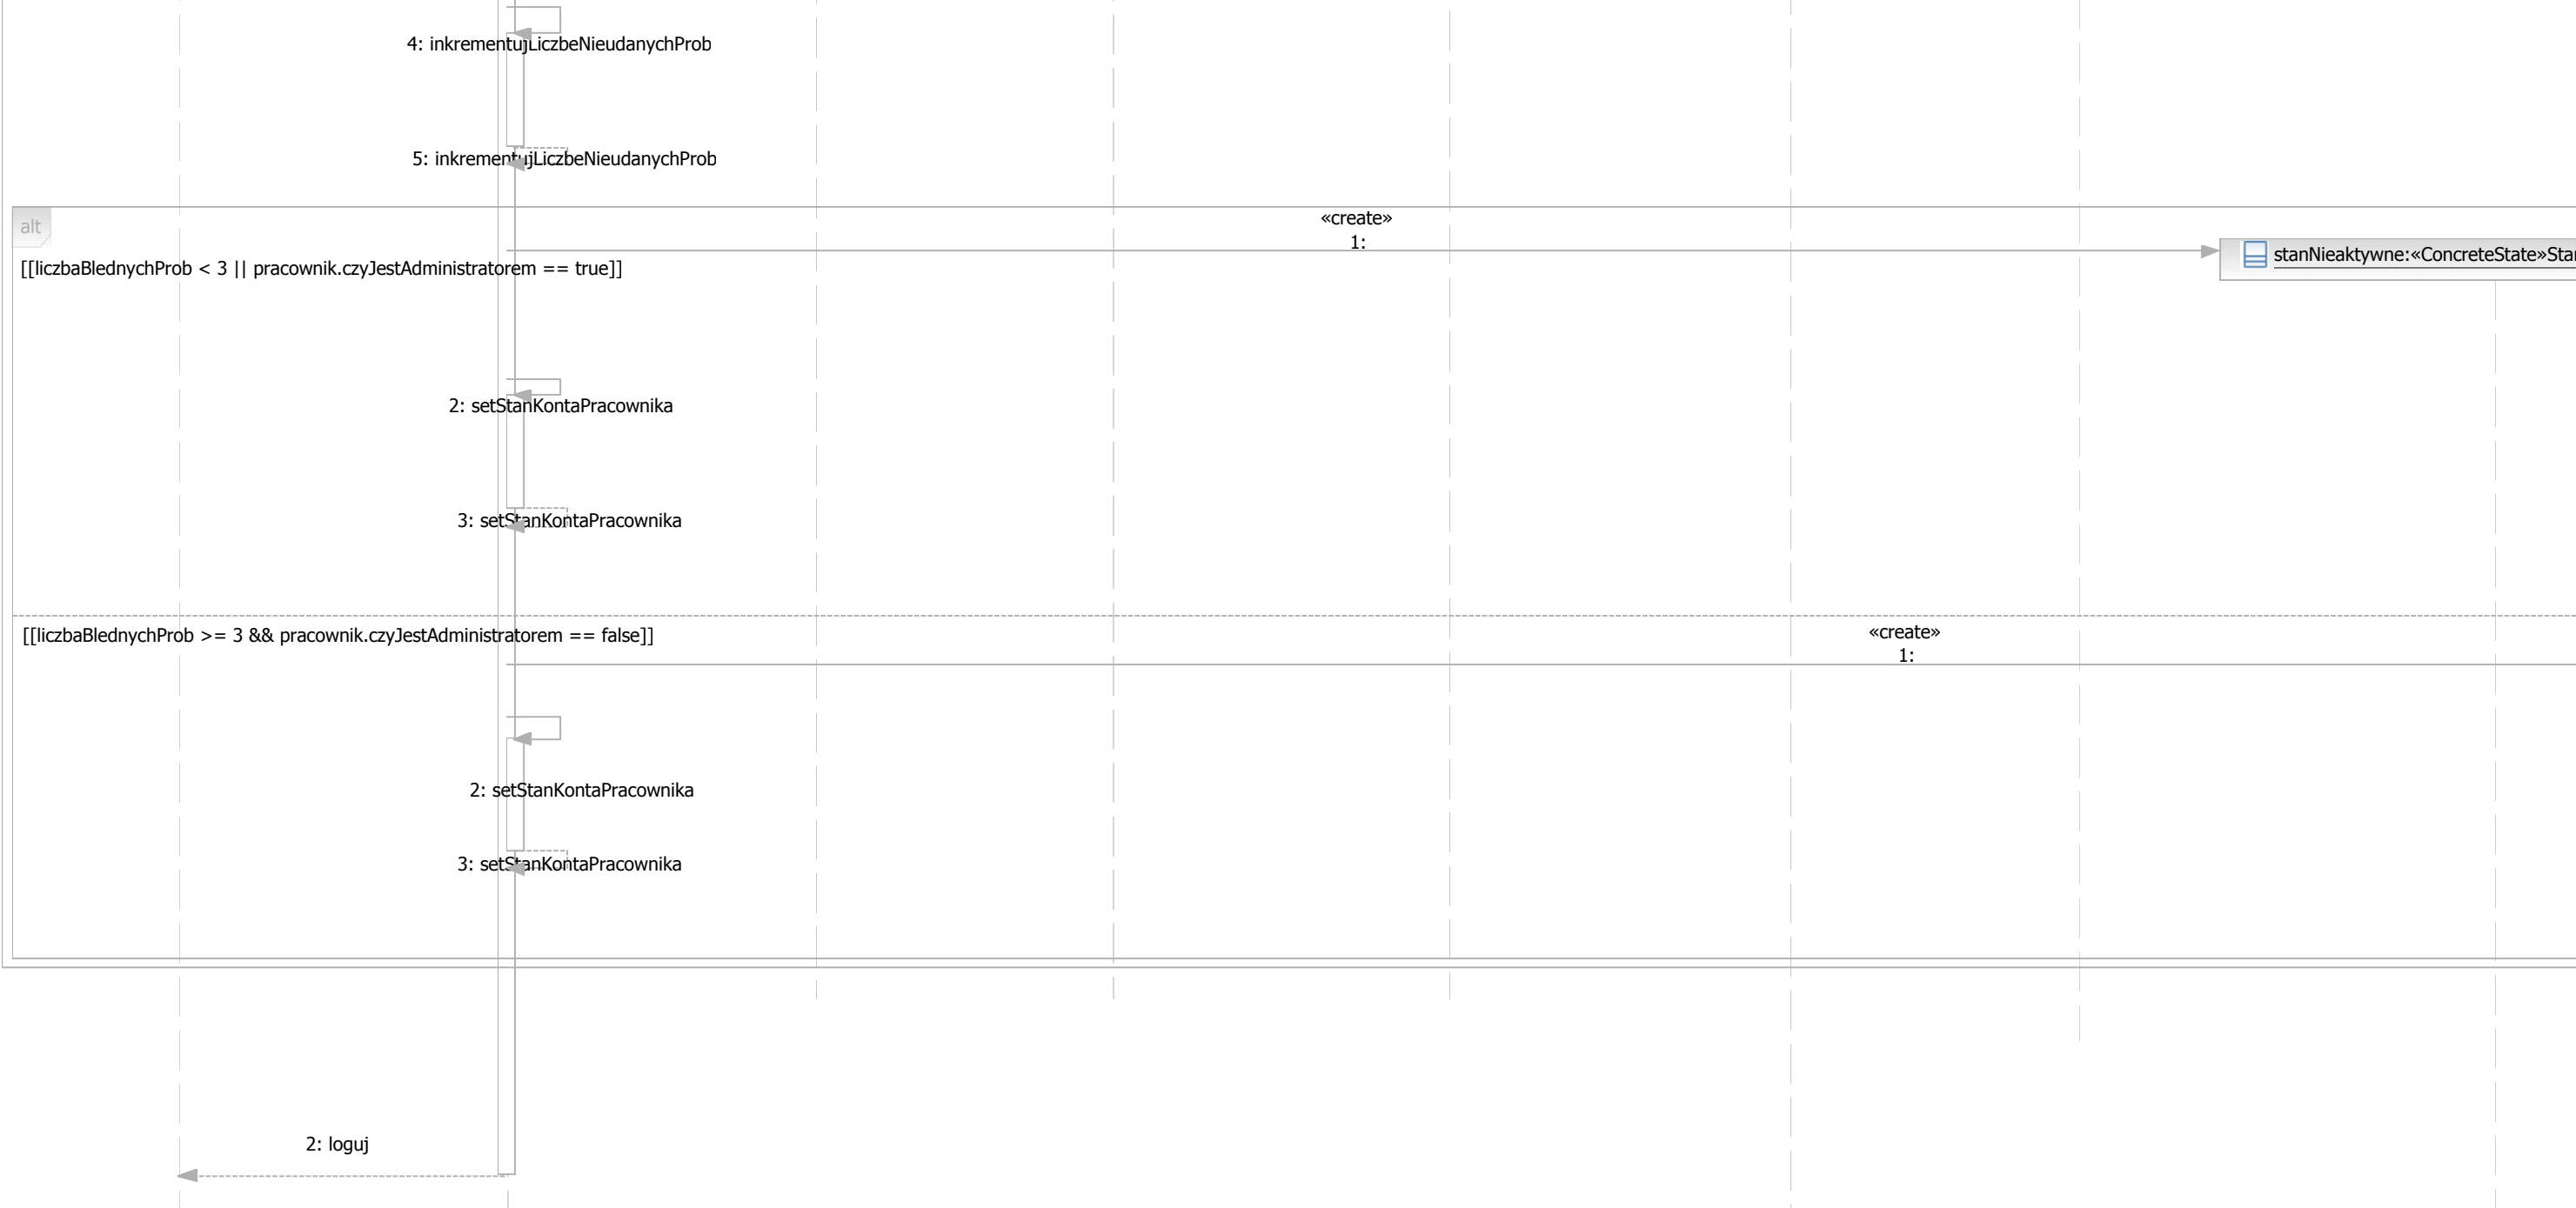 4: inkrementujLiczbeNieudanychProb
5: inkrementujLiczbeNieudanychProb
alt
«create»
1:
stanNieaktywne:«ConcreteState»Stan
[[liczbaBlednychProb < 3 || pracownik.czyJestAdministratorem == true]]
2: setStanKontaPracownika
3: setStanKontaPracownika
[[liczbaBlednychProb >= 3 && pracownik.czyJestAdministratorem == false]]
«create»
1:
2: setStanKontaPracownika
3: setStanKontaPracownika
2: loguj